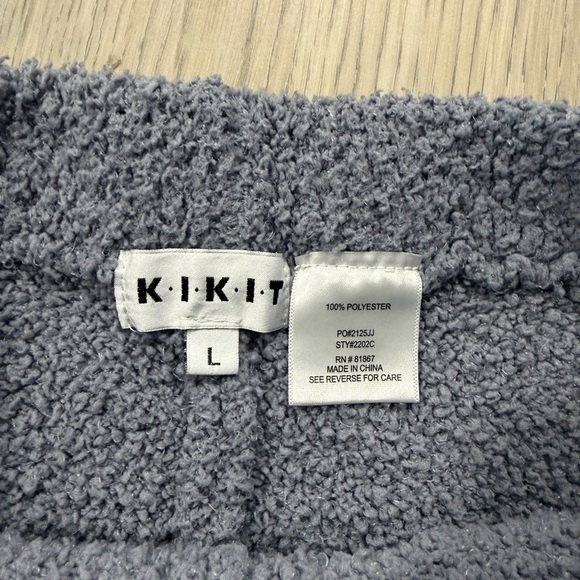 K·I·K·I·T
L
100% POLYESTER
PO#2125JJ
STY#2202C
RN # 81867
MADE IN CHINA
SEE REVERSE FOR CARE